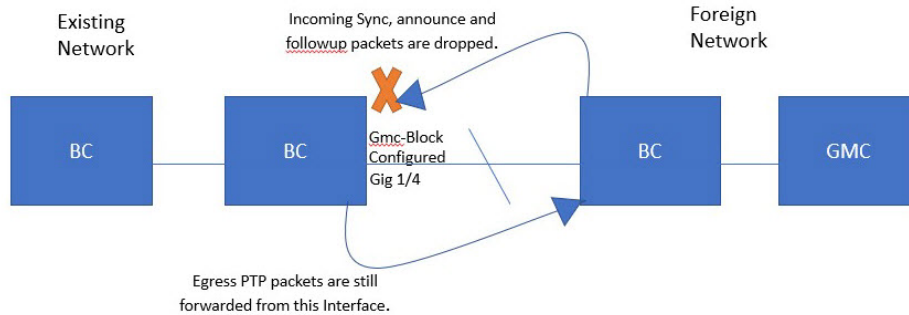 Existing
Network
Incoming Sync, announce and
followup packets are dropped.
Foreign
Network
BC
BC
Gmc-Block
Configured
Gig 1/4
BC
GMC
Egress PTP packets are still
forwarded from this Interface.